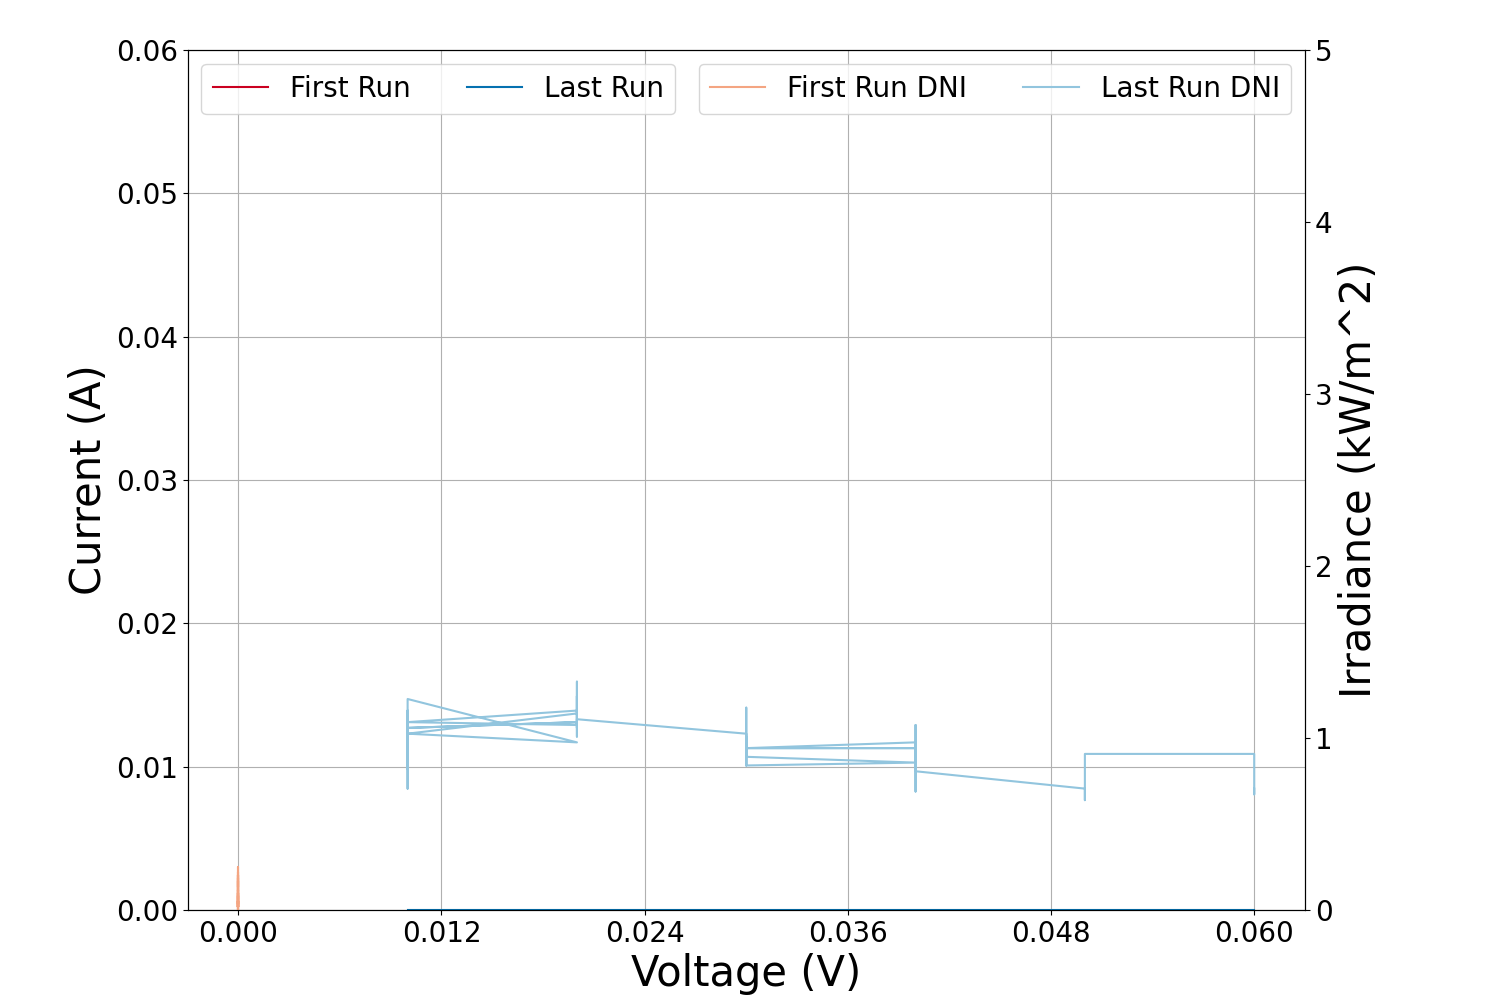 First Run
Last Run
First Run DNI
Last Run DNI
Current (A)
0.06
0.05
0.04
0.03
0.02
0.01
0.00
5
4
3
2
1
0
Irradiance (kW/m^2)
0.000
0.012
0.024
0.036
0.048
0.060
Voltage (V)